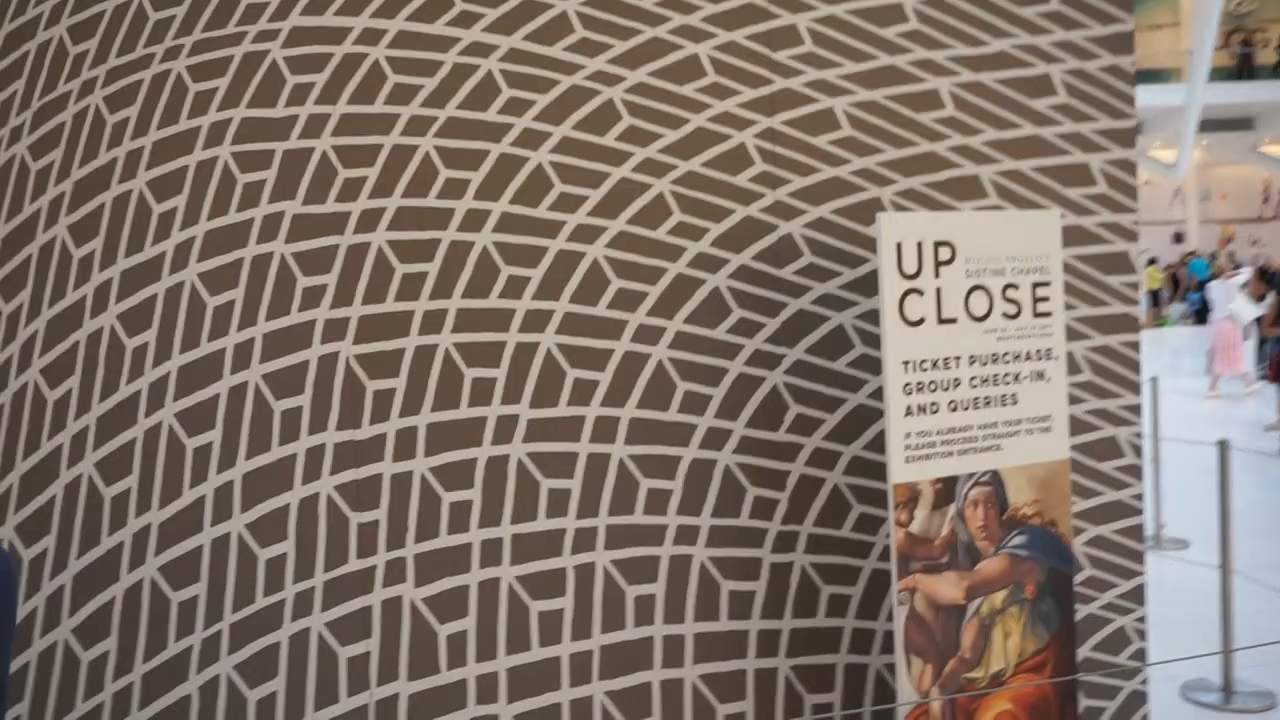 UP
CLOSE
MICHELANGELO'S
SISTINE CHAPEL
TICKET PURCHASE,
GROUP CHECK-IN,
AND QUERIES
IF YOU ALREADY HAVE YOUR TICKET,
PLEASE PROCEED STRAIGHT TO THE
EXHIBITION ENTRANCE.